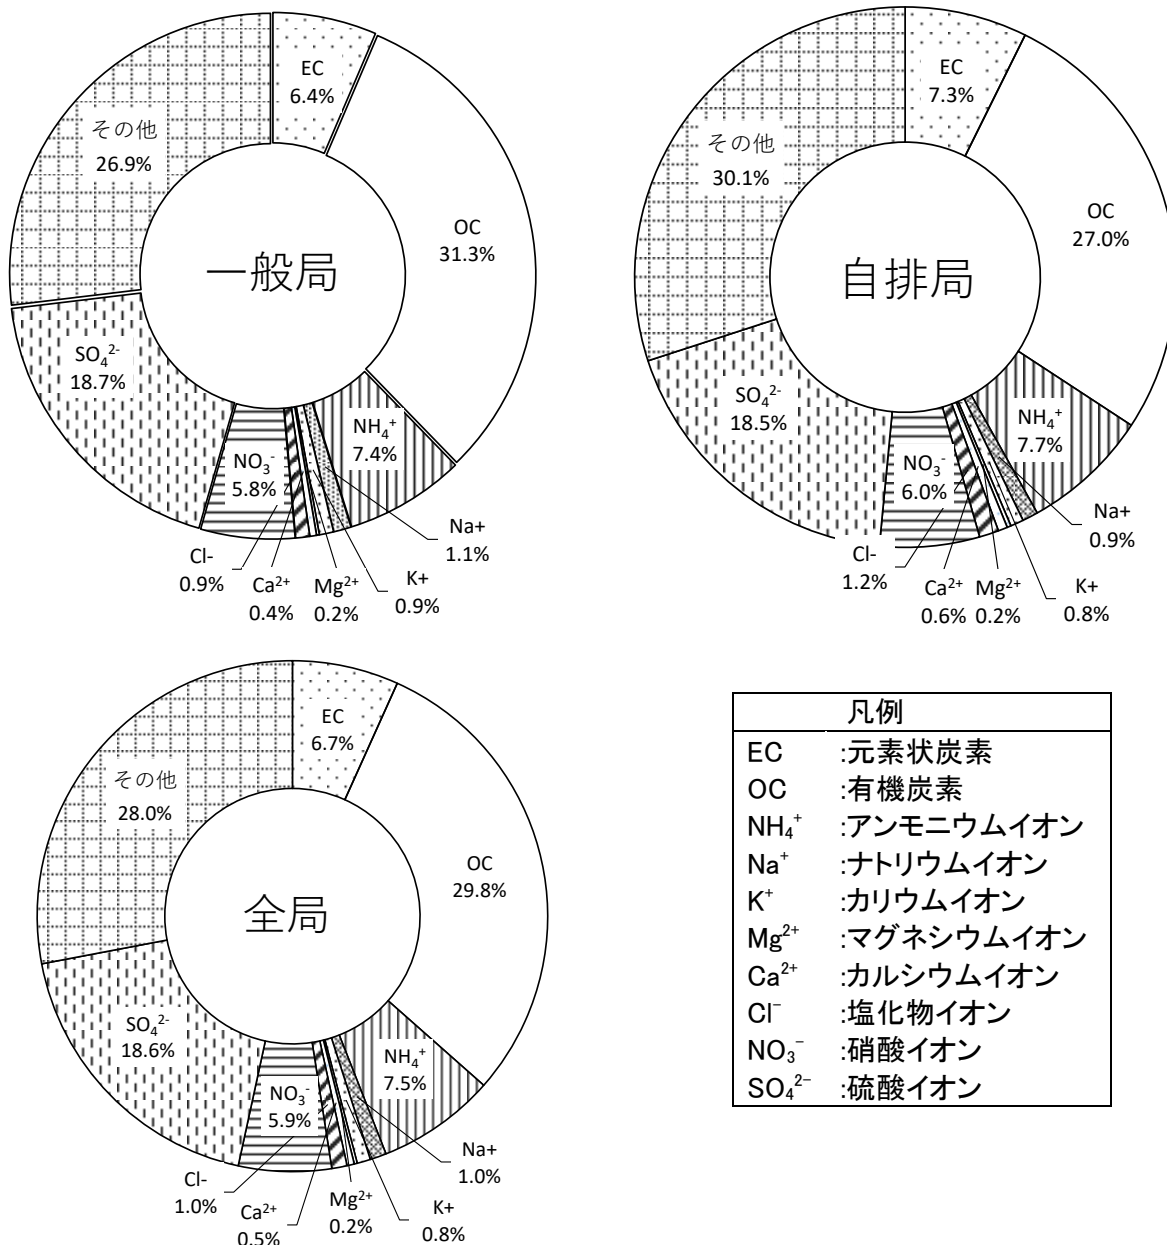 EC
6.4%
OC
31.3%
NH₄⁺
7.4%
Na+
1.1%
K+
0.9%
Mg²⁺
0.2%
Ca²⁺
0.4%
Cl-
0.9%
NO₃⁻
5.8%
SO₄²⁻
18.7%
その他
26.9%
一般局
EC
7.3%
OC
27.0%
NH₄⁺
7.7%
Na+
0.9%
K+
0.8%
Mg²⁺
0.2%
Ca²⁺
0.6%
Cl-
1.2%
NO₃⁻
6.0%
SO₄²⁻
18.5%
その他
30.1%
自排局
EC
6.7%
OC
29.8%
NH₄⁺
7.5%
Na+
1.0%
K+
0.8%
Mg²⁺
0.2%
Ca²⁺
0.5%
Cl-
1.0%
NO₃⁻
5.9%
SO₄²⁻
18.6%
その他
28.0%
全局
凡例
EC :元素状炭素
OC :有機炭素
NH₄⁺ :アンモニウムイオン
Na⁺ :ナトリウムイオン
K⁺ :カリウムイオン
Mg²⁺ :マグネシウムイオン
Ca²⁺ :カルシウムイオン
Cl⁻ :塩化物イオン
NO₃⁻ :硝酸イオン
SO₄²⁻ :硫酸イオン